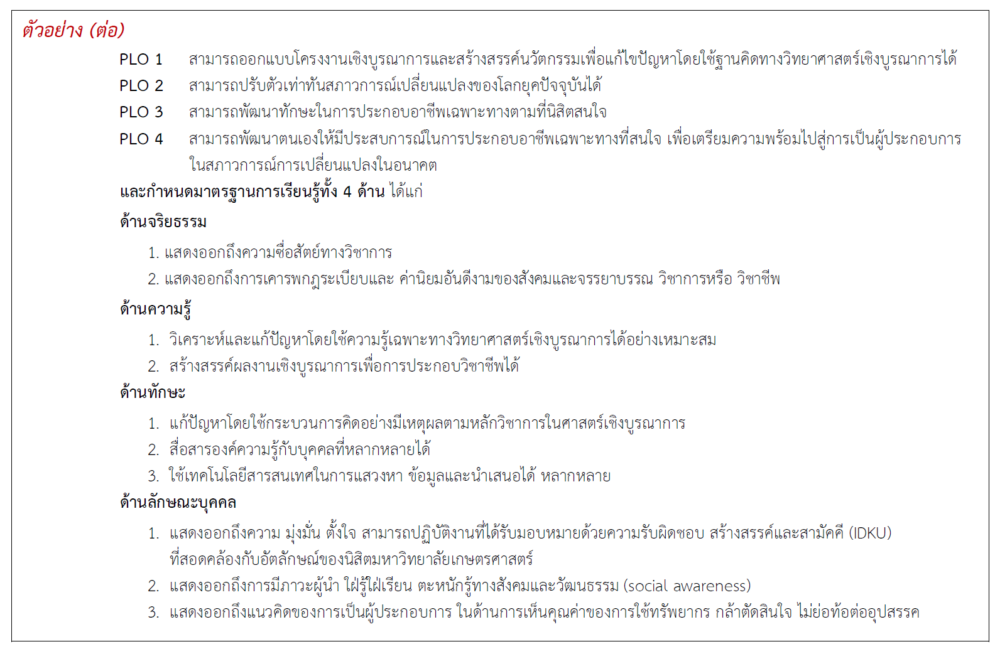 ตัวอย่าง (ต่อ)
PLO 1 สามารถออกแบบโครงงานเชิงบูรณาการและสร้างสรรค์นวัตกรรมเพื่อแก้ไขปัญหาโดยใช้ฐานคิดทางวิทยาศาสตร์เชิงบูรณาการได้
PLO 2 สามารถปรับตัวเท่าทันสภาวการณ์เปลี่ยนแปลงของโลกยุคปัจจุบันได้
PLO 3 สามารถพัฒนาทักษะในการประกอบอาชีพเฉพาะทางตามที่นิสิตสนใจ
PLO 4 สามารถพัฒนาตนเองให้มีประสบการณ์ในการประกอบอาชีพเฉพาะทางที่สนใจ เพื่อเตรียมความพร้อมไปสู่การเป็นผู้ประกอบการ
ในสภาวการณ์การเปลี่ยนแปลงในอนาคต
และกำหนดมาตรฐานการเรียนรู้ทั้ง 4 ด้าน ได้แก่
ด้านจริยธรรม
1. แสดงออกถึงความซื่อสัตย์ทางวิชาการ
2. แสดงออกถึงการเคารพกฎระเบียบและ ค่านิยมอันดีงามของสังคมและจรรยาบรรณ วิชาการหรือ วิชาชีพ
ด้านความรู้
1. วิเคราะห์และแก้ปัญหาโดยใช้ความรู้เฉพาะทางวิทยาศาสตร์เชิงบูรณาการได้อย่างเหมาะสม
2. สร้างสรรค์ผลงานเชิงบูรณาการเพื่อการประกอบวิชาชีพได้
ด้านทักษะ
1. แก้ปัญหาโดยใช้กระบวนการคิดอย่างมีเหตุผลตามหลักวิชาการในศาสตร์เชิงบูรณาการ
2. สื่อสารองค์ความรู้กับบุคคลที่หลากหลายได้
3. ใช้เทคโนโลยีสารสนเทศในการแสวงหา ข้อมูลและนำเสนอได้ หลากหลาย
ด้านลักษณะบุคคล
1. แสดงออกถึงความ มุ่งมั่น ตั้งใจ สามารถปฏิบัติงานที่ได้รับมอบหมายด้วยความรับผิดชอบ สร้างสรรค์และสามัคคี (IDKU)
ที่สอดคล้องกับอัตลักษณ์ของนิสิตมหาวิทยาลัยเกษตรศาสตร์
2. แสดงออกถึงการมีภาวะผู้นำ ใฝ่รู้ใฝ่เรียน ตะหนักรู้ทางสังคมและวัฒนธรรม (social awareness)
3. แสดงออกถึงแนวคิดของการเป็นผู้ประกอบการ ในด้านการเห็นคุณค่าของการใช้ทรัพยากร กล้าตัดสินใจ ไม่ย่อท้อต่ออุปสรรค